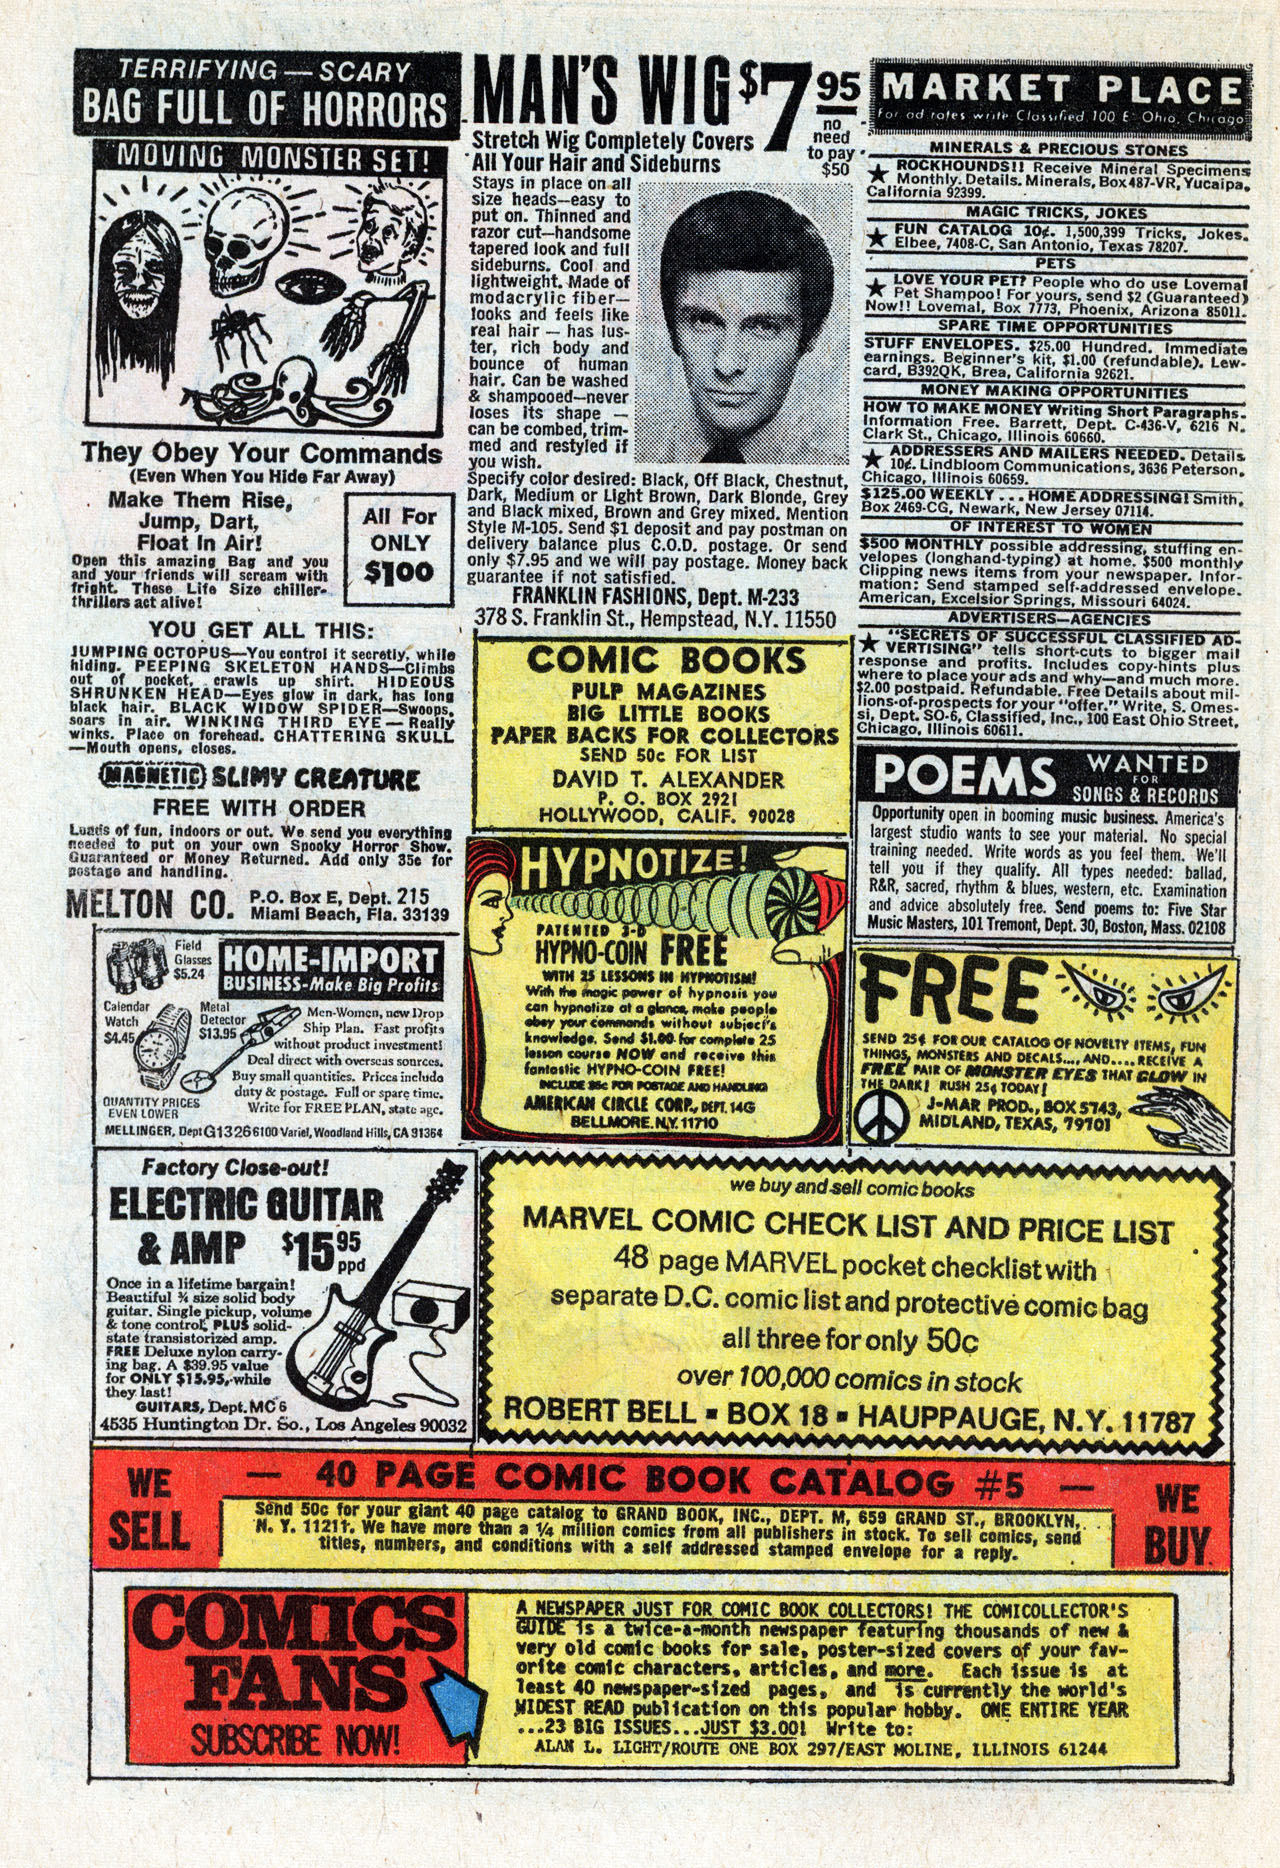 TERRIFYING — SCARY
BAG FULL OF HORRORS
MOVING MONSTER SET!
They Obey Your Commands
(Even When You Hide Far Away)
Make Them Rise,
Jump, Dart,
Float In Air!
Open this amazing Bag and you
and your friends will scream with
fright. These Life Size chiller-
thrillers act alive!
All For
ONLY
$1.00
YOU GET ALL THIS:
JUMPING OCTOPUS—You control it secretly, while
hiding. PEEPING SKELETON HANDS—Climbs
out of pocket, crawls up shirt. HIDEOUS
SHRUNKEN HEAD—Eyes glow in dark, has long
black hair. BLACK WIDOW SPIDER—Swoops,
soars in air. WINKING THIRD EYE—Really
winks. Place on forehead. CHATTERING SKULL
—Mouth opens, closes.
MAGNETIC SLIMY CREATURE
FREE WITH ORDER
Loads of fun, indoors or out. We send you everything
needed to put on your own Spooky Horror Show.
Guaranteed or Money Returned. Add only 35c for
postage and handling.
MELTON CO. P.O. Box E, Dept. 215
Miami Beach, Fla. 33139
MAN'S WIG $7.95
no
need
to pay
$50
Stretch Wig Completely Covers
All Your Hair and Sideburns
Stays in place on all
size heads—easy to
put on. Thinned and
razor cut—handsome
tapered look and full
sideburns. Cool and
lightweight. Made of
modacrylic fiber—
looks and feels like
real hair — has lus-
ter, rich body and
bounce of human
hair. Can be washed
& shampooed—never
loses its shape —
can be combed, trim-
med and restyled if
you wish.
Specify color desired: Black, Off Black, Chestnut,
Dark, Medium or Light Brown, Dark Blonde, Grey
and Black mixed, Brown and Grey mixed. Mention
Style M-105. Send $1 deposit and pay postman on
delivery balance plus C.O.D. postage. Or send
only $7.95 and we will pay postage. Money back
guarantee if not satisfied.
FRANKLIN FASHIONS, Dept. M-233
378 S. Franklin St., Hempstead, N.Y. 11550
MARKET PLACE
For ad rates write Classified 100 E. Ohio, Chicago
MINERALS & PRECIOUS STONES
★ ROCKHOUNDS!! Receive Mineral Specimens
Monthly. Details. Minerals, Box 487-VR, Yucaipa,
California 92399.
MAGIC TRICKS, JOKES
★ FUN CATALOG 10¢. 1,500,399 Tricks, Jokes.
Elbee, 7408-C, San Antonio, Texas 78207.
PETS
★ LOVE YOUR PET? People who do use Lovemal
Pet Shampoo! For yours, send $2 (Guaranteed)
Now!! Lovemal, Box 7773, Phoenix, Arizona 85011.
SPARE TIME OPPORTUNITIES
STUFF ENVELOPES. $25.00 Hundred. Immediate
earnings. Beginner's kit, $1.00 (refundable). Lew-
card, B392QK, Brea, California 92621.
MONEY MAKING OPPORTUNITIES
HOW TO MAKE MONEY Writing Short Paragraphs.
Information Free. Barrett, Dept. C-436-V, 6216 N.
Clark St., Chicago, Illinois 60660.
★ ADDRESSERS AND MAILERS NEEDED. Details
10¢. Lindbloom Communications, 3636 Peterson,
Chicago, Illinois 60659.
$125.00 WEEKLY . . . HOME ADDRESSING! Smith,
Box 2469-CG, Newark, New Jersey 07114.
OF INTEREST TO WOMEN
$500 MONTHLY possible addressing, stuffing en-
velopes (longhand-typing) at home. $500 monthly
Clipping news items from your newspaper. Infor-
mation: Send stamped self-addressed envelope.
American, Excelsior Springs, Missouri 64024.
ADVERTISERS—AGENCIES
★ "SECRETS OF SUCCESSFUL CLASSIFIED AD-
VERTISING" tells short-cuts to bigger mail
response and profits. Includes copy-hints plus
where to place your ads and why—and much more.
$2.00 postpaid. Refundable. Free Details about mil-
lions-of-prospects for your "offer." Write, S. Omes-
si, Dept. SO-6, Classified, Inc., 100 East Ohio Street,
Chicago, Illinois 60611.
COMIC BOOKS
PULP MAGAZINES
BIG LITTLE BOOKS
PAPER BACKS FOR COLLECTORS
SEND 50c FOR LIST
DAVID T. ALEXANDER
P. O. BOX 2921
HOLLYWOOD, CALIF. 90028
POEMS WANTED
FOR
SONGS & RECORDS
Opportunity open in booming music business. America's
largest studio wants to see your material. No special
training needed. Write words as you feel them. We'll
tell you if they qualify. All types needed: ballad,
R&R, sacred, rhythm & blues, western, etc. Examination
and advice absolutely free. Send poems to: Five Star
Music Masters, 101 Tremont, Dept. 30, Boston, Mass. 02108
HYPNOTIZE!
PATENTED 3-D
HYPNO-COIN FREE
WITH 25 LESSONS IN HYPNOTISM!
With the magic power of hypnosis you
can hypnotize at a glance, make people
obey your commands without subject's
knowledge. Send $1.00 for complete 25
lesson course NOW and receive this
fantastic HYPNO-COIN FREE!
INCLUDE 35c FOR POSTAGE AND HANDLING
AMERICAN CIRCLE CORP., DEPT. 14G
BELLMORE, N.Y. 11710
FREE
SEND 25¢ FOR OUR CATALOG OF NOVELTY ITEMS, FUN
THINGS, MONSTERS AND DECALS.... AND.... RECEIVE A
FREE PAIR OF MONSTER EYES THAT GLOW IN
THE DARK! RUSH 25¢ TODAY!
J-MAR PROD., BOX 5743,
MIDLAND, TEXAS, 79701
Field
Glasses
$5.24
HOME-IMPORT
BUSINESS-Make Big Profits
Calendar
Watch
$4.45
Metal
Detector
$13.95
Men-Women, new Drop
Ship Plan. Fast profits
without product investment!
Deal direct with overseas sources.
Buy small quantities. Prices include
duty & postage. Full or spare time.
Write for FREE PLAN, state age.
QUANTITY PRICES
EVEN LOWER
MELLINGER, Dept G1326 6100 Variel, Woodland Hills, CA 91364
Factory Close-out!
ELECTRIC GUITAR
& AMP $15.95 ppd
Once in a lifetime bargain!
Beautiful ¾ size solid body
guitar. Single pickup, volume
& tone control, PLUS solid-
state transistorized amp.
FREE Deluxe nylon carry-
ing bag. A $39.95 value
for ONLY $15.95, while
they last!
GUITARS, Dept. MC 6
4535 Huntington Dr. So., Los Angeles 90032
we buy and sell comic books
MARVEL COMIC CHECK LIST AND PRICE LIST
48 page MARVEL pocket checklist with
separate D.C. comic list and protective comic bag
all three for only 50c
over 100,000 comics in stock
ROBERT BELL ▪ BOX 18 ▪ HAUPPAUGE, N.Y. 11787
WE
SELL
— 40 PAGE COMIC BOOK CATALOG #5 —
Send 50c for your giant 40 page catalog to GRAND BOOK, INC., DEPT. M, 659 GRAND ST., BROOKLYN,
N. Y. 11211. We have more than a ¼ million comics from all publishers in stock. To sell comics, send
titles, numbers, and conditions with a self addressed stamped envelope for a reply.
WE
BUY
COMICS
FANS
SUBSCRIBE NOW!
A NEWSPAPER JUST FOR COMIC BOOK COLLECTORS! THE COMICOLLECTOR'S
GUIDE is a twice-a-month newspaper featuring thousands of new &
very old comic books for sale, poster-sized covers of your fav-
orite comic characters, articles, and more. Each issue is at
least 40 newspaper-sized pages, and is currently the world's
WIDEST READ publication on this popular hobby. ONE ENTIRE YEAR
...23 BIG ISSUES...JUST $3.00! Write to:
ALAN L. LIGHT/ROUTE ONE BOX 297/EAST MOLINE, ILLINOIS 61244